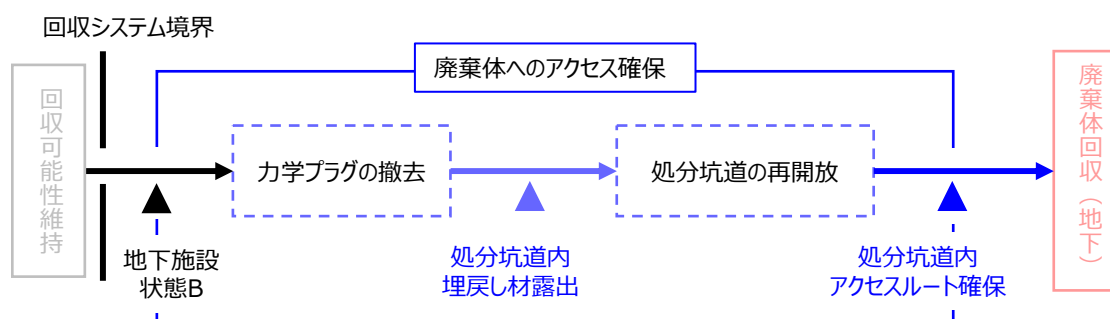 回収システム境界
回収可能性維持
廃棄体へのアクセス確保
力学プラグの撤去
処分坑道の再開放
廃棄体回収（地下）
地下施設
状態B
処分坑道内
埋戻し材露出
処分坑道内
アクセスルート確保